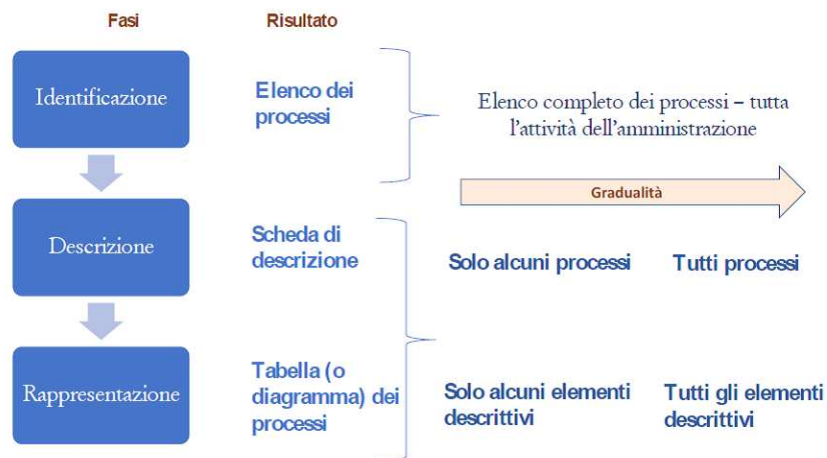 Fasi
Risultato
Identificazione
Elenco dei
processi
Elenco completo dei processi – tutta
l'attività dell'amministrazione
Gradualità
Descrizione
Scheda di
descrizione
Solo alcuni processi
Tutti processi
Rappresentazione
Tabella (o
diagramma) dei
processi
Solo alcuni elementi
descrittivi
Tutti gli elementi
descrittivi